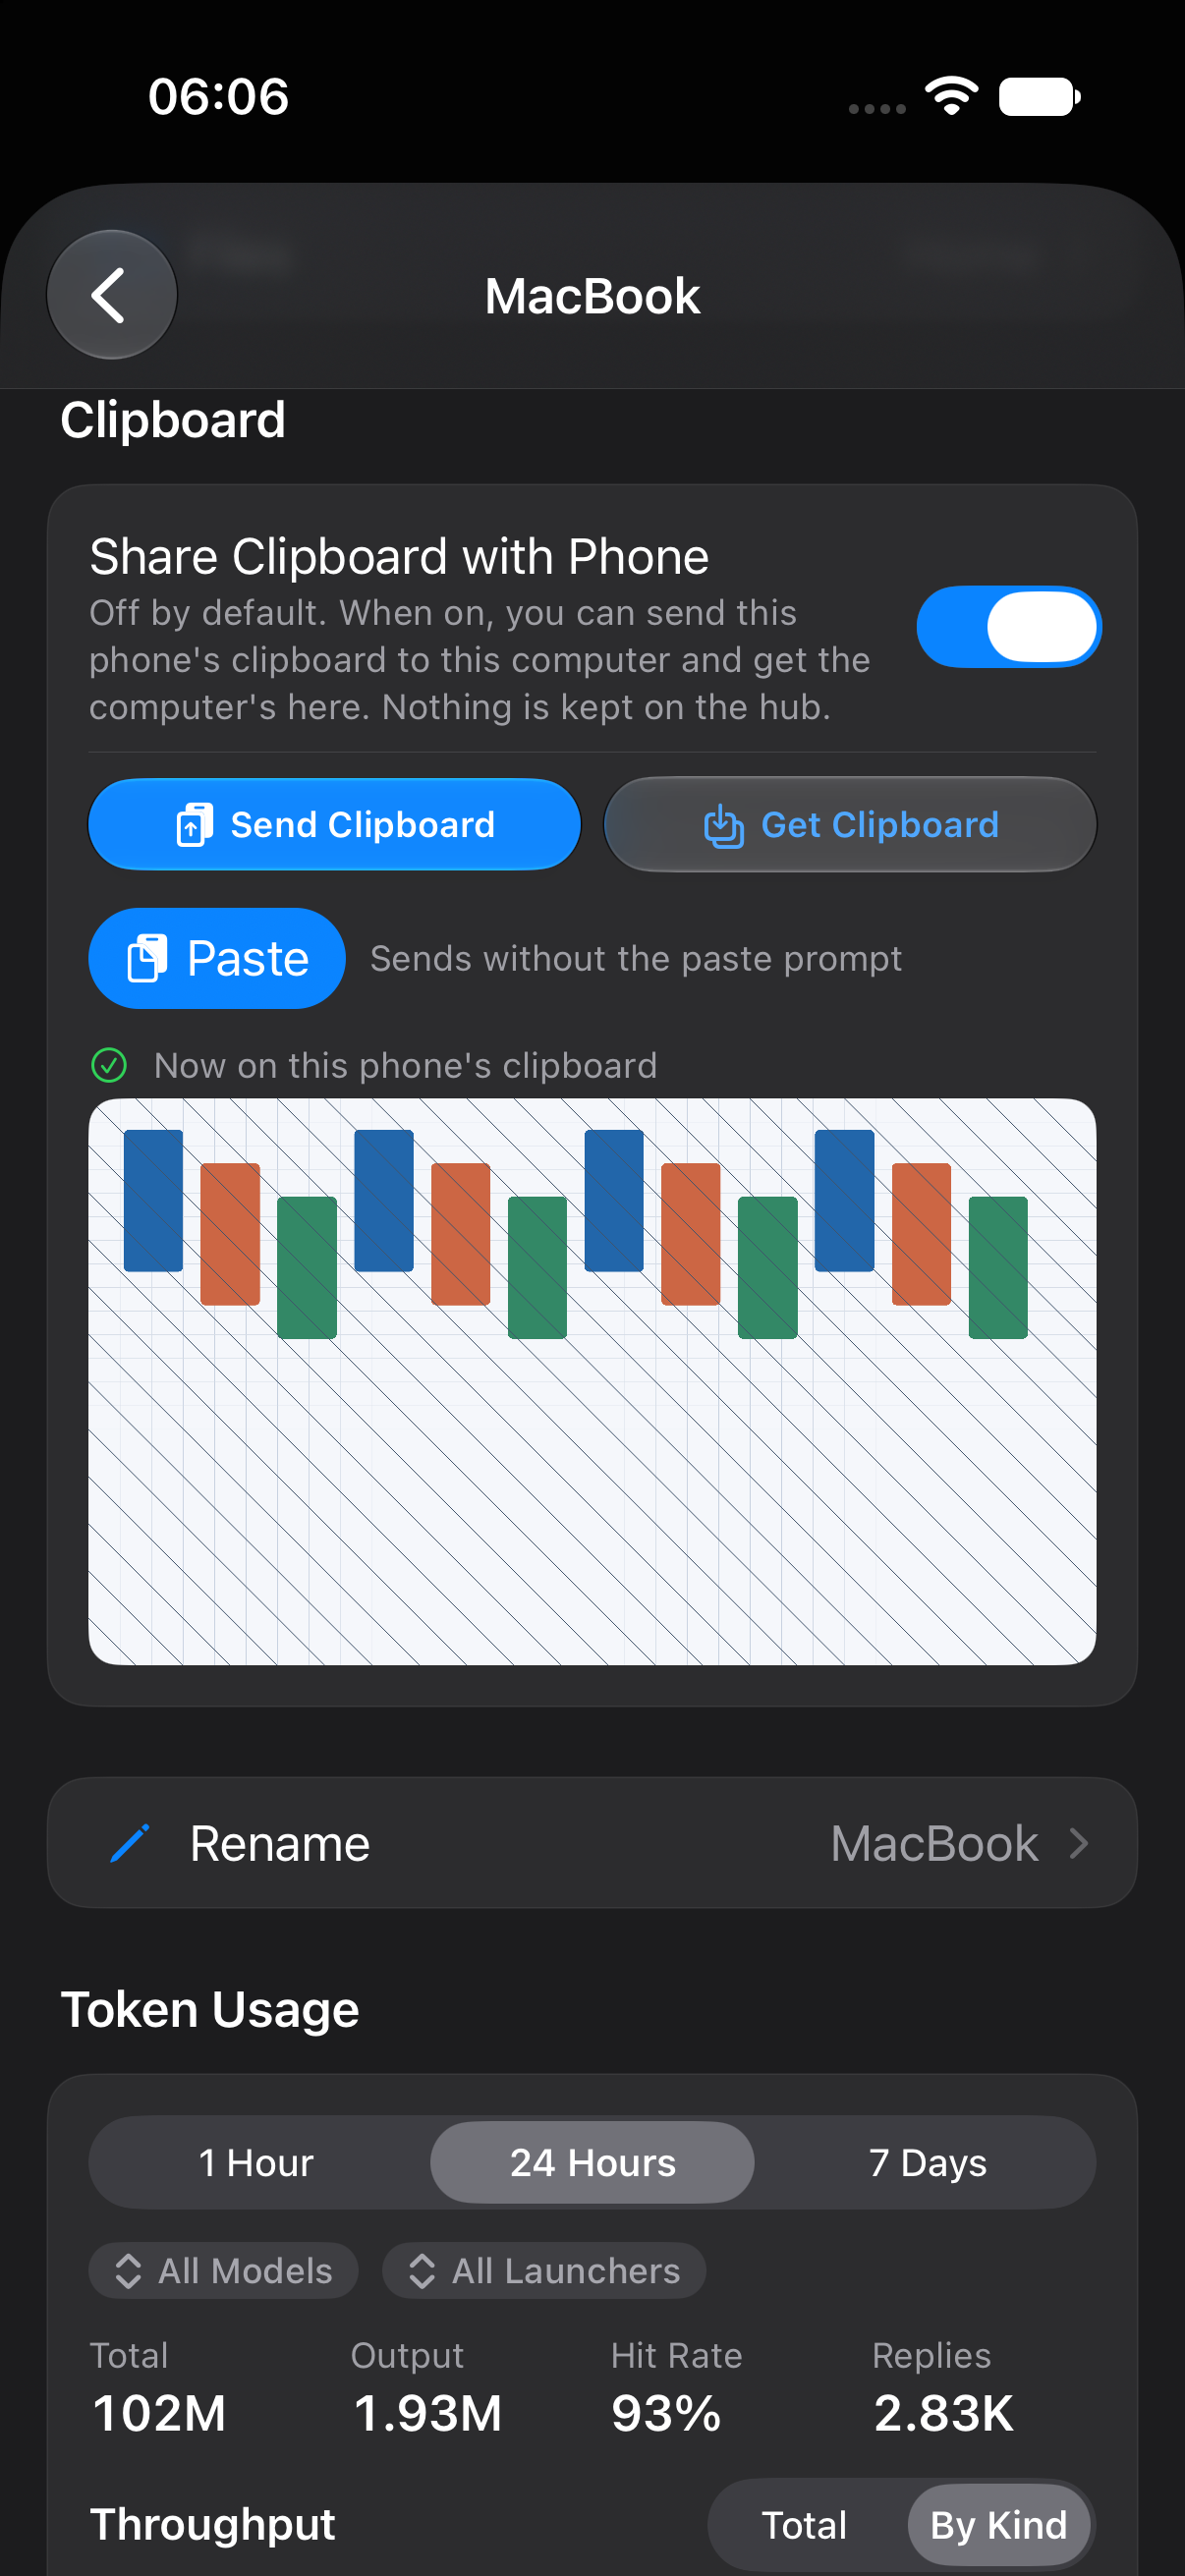 06:06
MacBook
Clipboard
Share Clipboard with Phone
Off by default. When on, you can send this
phone's clipboard to this computer and get the
computer's here. Nothing is kept on the hub.
Send Clipboard
Get Clipboard
Paste
Sends without the paste prompt
Now on this phone's clipboard
Rename
MacBook
Token Usage
1 Hour
24 Hours
7 Days
All Models
All Launchers
Total
Output
Hit Rate
Replies
102M
1.93M
93%
2.83K
Throughput
Total
By Kind